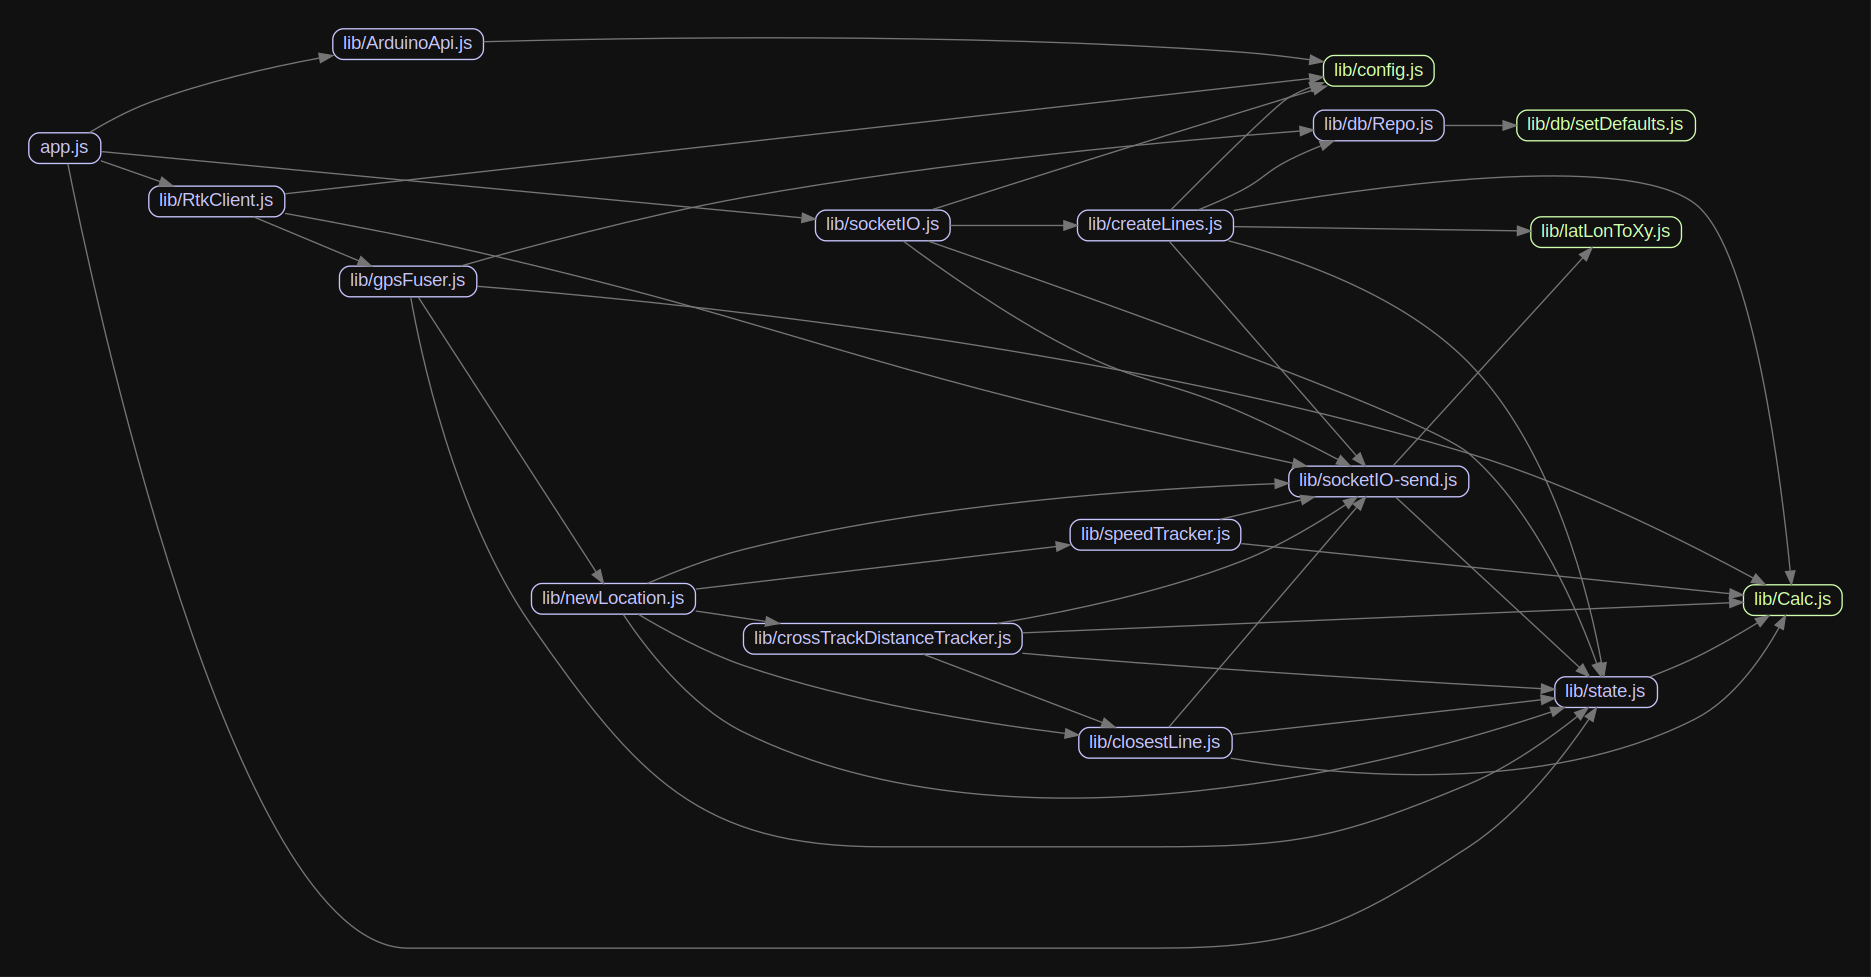 lib/ArduinoApi.js
lib/config.js
lib/db/Repo.js
lib/db/setDefaults.js
app.js
lib/RtkClient.js
lib/socketIO.js
lib/createLines.js
lib/latLonToXy.js
lib/gpsFuser.js
lib/socketIO-send.js
lib/speedTracker.js
lib/newLocation.js
lib/Calc.js
lib/crossTrackDistanceTracker.js
lib/state.js
lib/closestLine.js